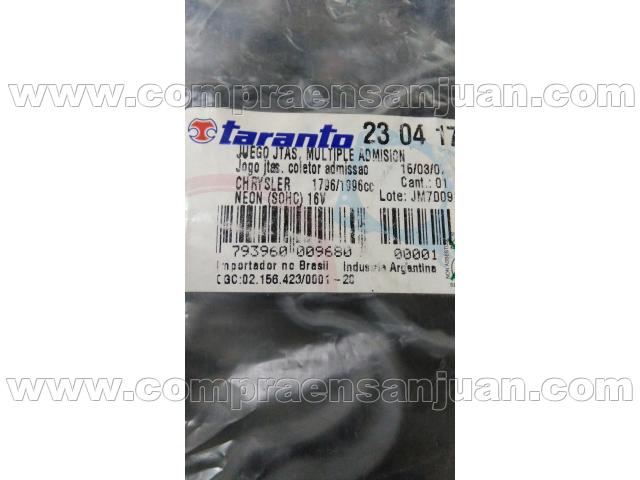 www.compraensanjuan.com
taranto 23 04 17
JUEGO JTAS. MULTIPLE ADMISION
Jogo jtas. coletor admissao 16/03/0
CHRYSLER 1796/1996cc Cant.: 01
NEON (SOHC) 16V Lote: JM7D09
793960 009680 00001
Importador no Brasil Industria Argentina
CGC:02.156.423/0001-20
www.compraensanjuan.com